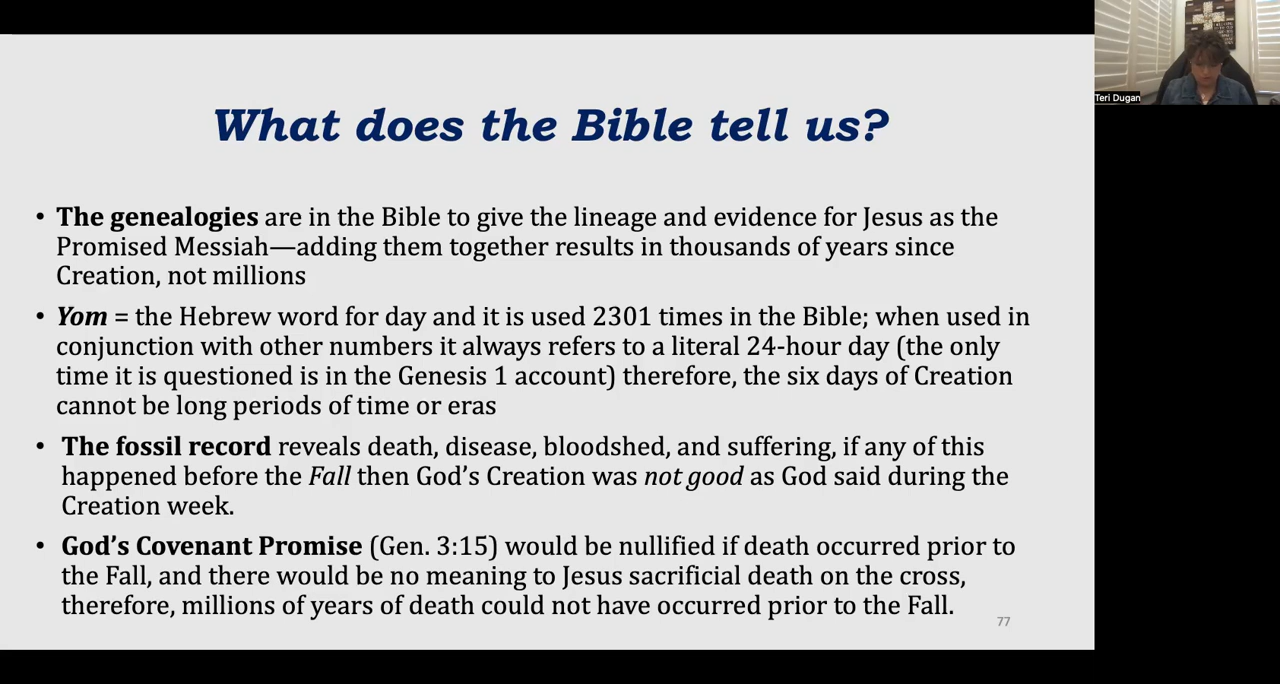 What does the Bible tell us?
• The genealogies are in the Bible to give the lineage and evidence for Jesus as the
Promised Messiah—adding them together results in thousands of years since
Creation, not millions
• Yom = the Hebrew word for day and it is used 2301 times in the Bible; when used in
conjunction with other numbers it always refers to a literal 24-hour day (the only
time it is questioned is in the Genesis 1 account) therefore, the six days of Creation
cannot be long periods of time or eras
• The fossil record reveals death, disease, bloodshed, and suffering, if any of this
happened before the Fall then God’s Creation was not good as God said during the
Creation week.
• God’s Covenant Promise (Gen. 3:15) would be nullified if death occurred prior to
the Fall, and there would be no meaning to Jesus sacrificial death on the cross,
therefore, millions of years of death could not have occurred prior to the Fall.
77
Teri Dugan